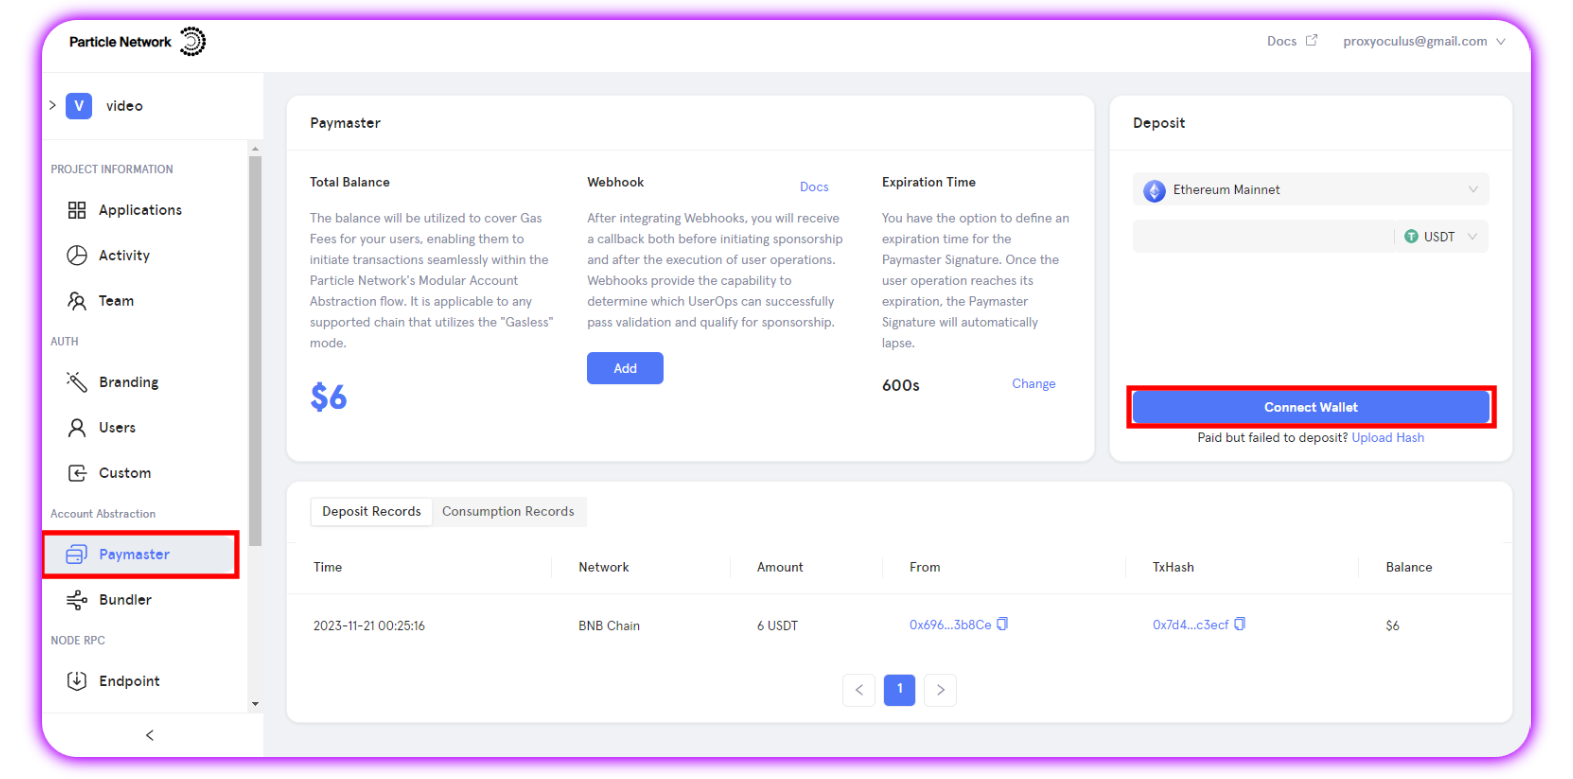 Particle Network
Docs
proxyoculus@gmail.com
V
video
PROJECT INFORMATION
Applications
Activity
Team
AUTH
Branding
Users
Custom
Account Abstraction
Paymaster
Bundler
NODE RPC
Endpoint
Paymaster
Total Balance
The balance will be utilized to cover Gas
Fees for your users, enabling them to
initiate transactions seamlessly within the
Particle Network's Modular Account
Abstraction flow. It is applicable to any
supported chain that utilizes the "Gasless"
mode.
$6
Webhook
Docs
After integrating Webhooks, you will receive
a callback both before initiating sponsorship
and after the execution of user operations.
Webhooks provide the capability to
determine which UserOps can successfully
pass validation and qualify for sponsorship.
Add
Expiration Time
You have the option to define an
expiration time for the
Paymaster Signature. Once the
user operation reaches its
expiration, the Paymaster
Signature will automatically
lapse.
600s
Change
Deposit
Ethereum Mainnet
USDT
Connect Wallet
Paid but failed to deposit? Upload Hash
Deposit Records
Consumption Records
Time Network Amount From TxHash Balance
2023-11-21 00:25:16 BNB Chain 6 USDT 0x696...3b8Ce 0x7d4...c3ecf $6
< 1 >